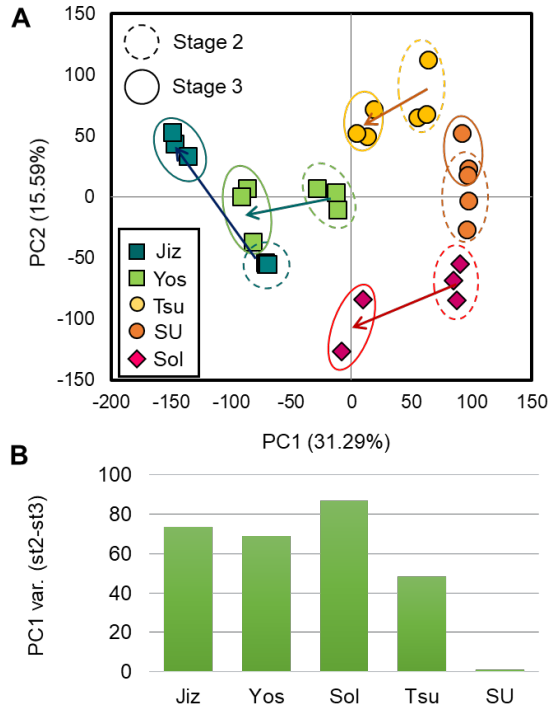 A
150
100
50
0
-50
-100
-150
PC2 (15.59%)
Stage 2
Stage 3
Jiz
Yos
Tsu
SU
Sol
-200 -150 -100 -50 0 50 100 150
PC1 (31.29%)
B
100
80
60
40
20
0
PC1 var. (st2-st3)
Jiz Yos Sol Tsu SU